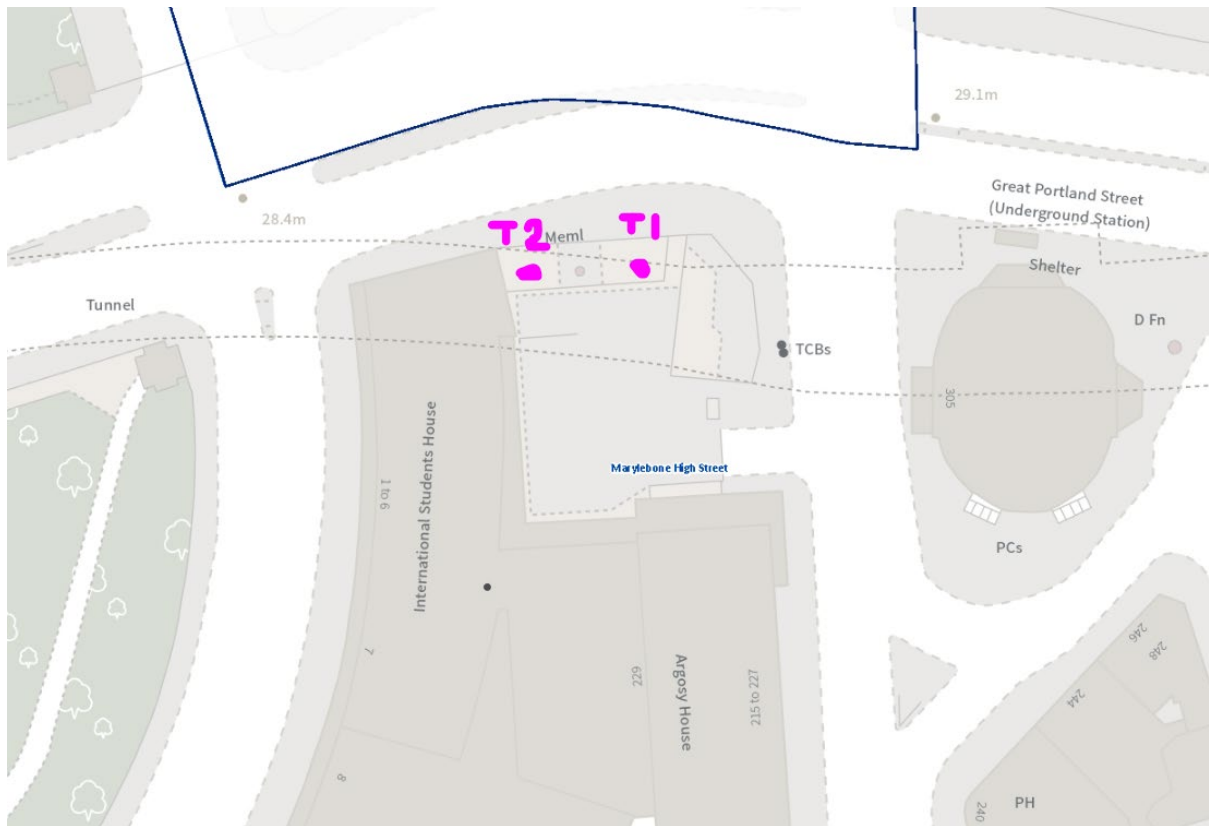 29.1m
Great Portland Street
(Underground Station)
28.4m
T2
T1
Meml
Shelter
Tunnel
D Fn
TCBs
305
International Students House
1 to 6
Marylebone High Street
PCs
7
229
Argosy House
215 to 227
246
248
244
8
PH
240